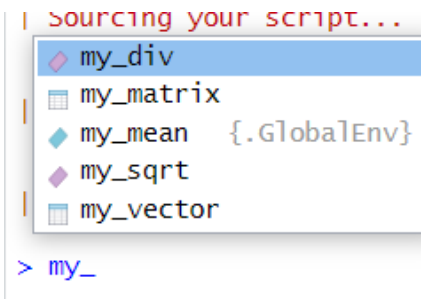 | Sourcing your script...
my_div
my_matrix
my_mean {.GlobalEnv}
my_sqrt
my_vector
> my_